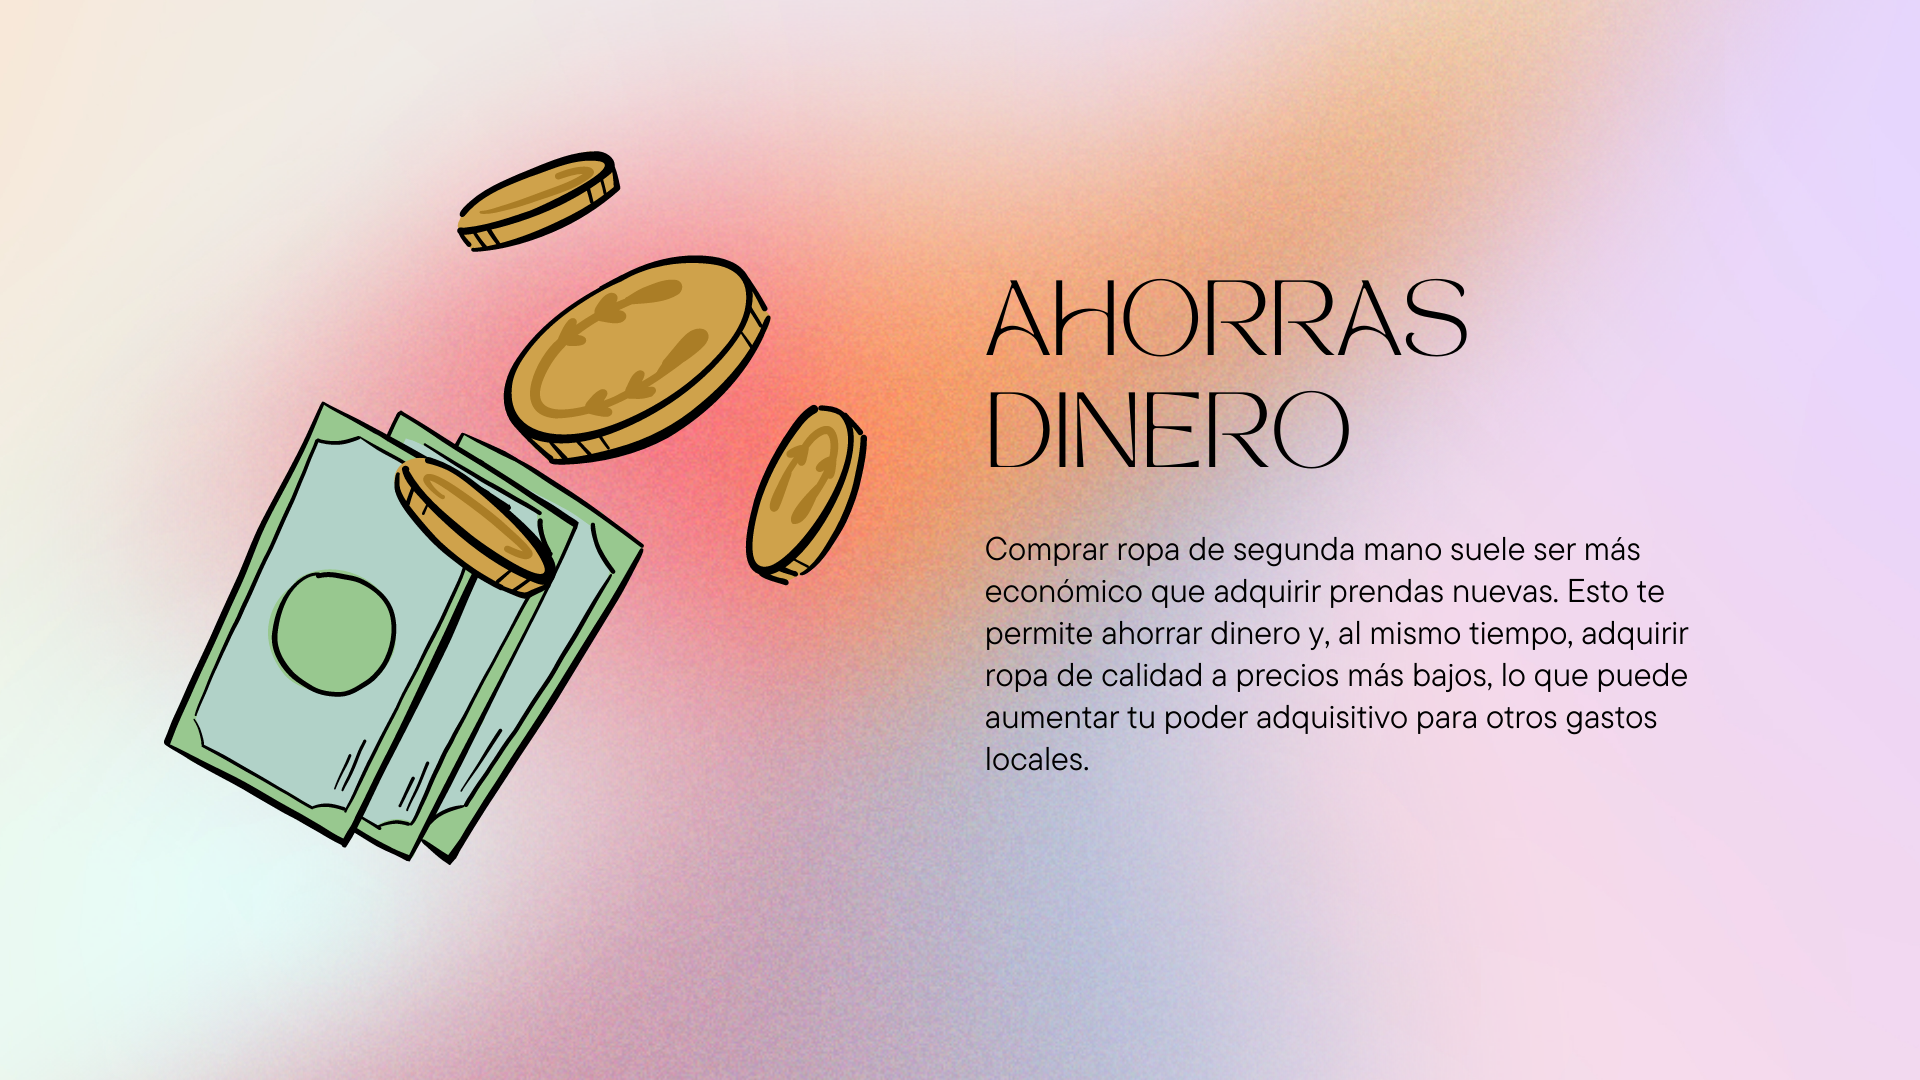 AHORRAS
DINERO
Comprar ropa de segunda mano suele ser más
económico que adquirir prendas nuevas. Esto te
permite ahorrar dinero y, al mismo tiempo, adquirir
ropa de calidad a precios más bajos, lo que puede
aumentar tu poder adquisitivo para otros gastos
locales.